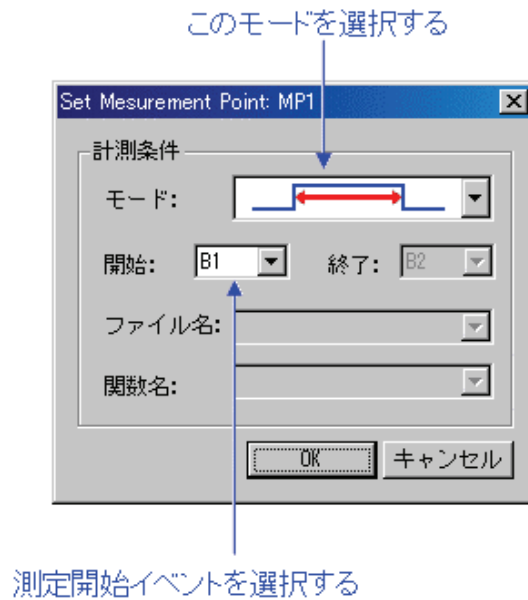 このモードを選択する
Set Mesurement Point: MP1
計測条件
モード:
開始: B1 終了: B2
ファイル名:
関数名:
OK キャンセル
測定開始イベントを選択する